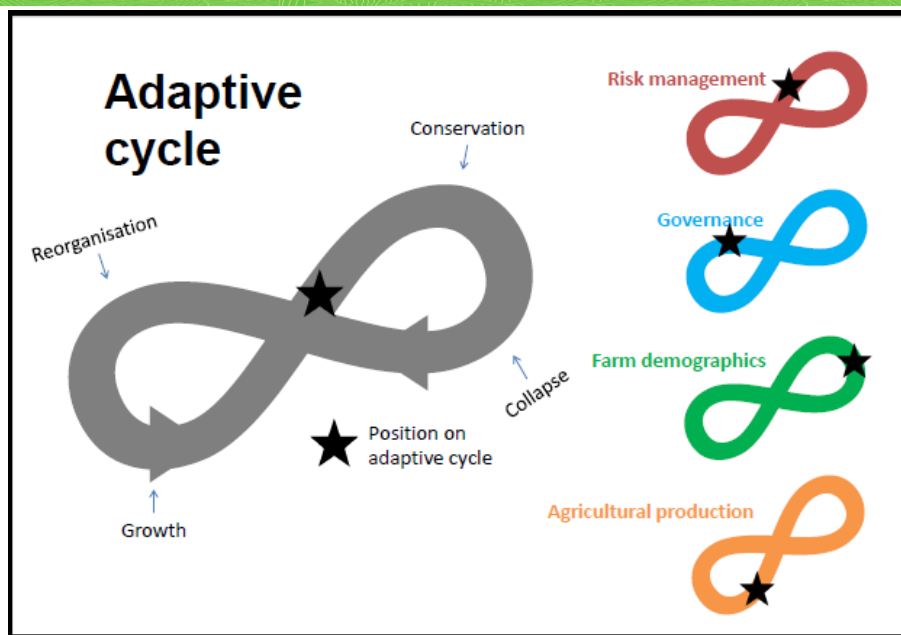 Adaptive
cycle
Conservation
Reorganisation
Collapse
Position on
adaptive cycle
Growth
Risk management
Governance
Farm demographics
Agricultural production